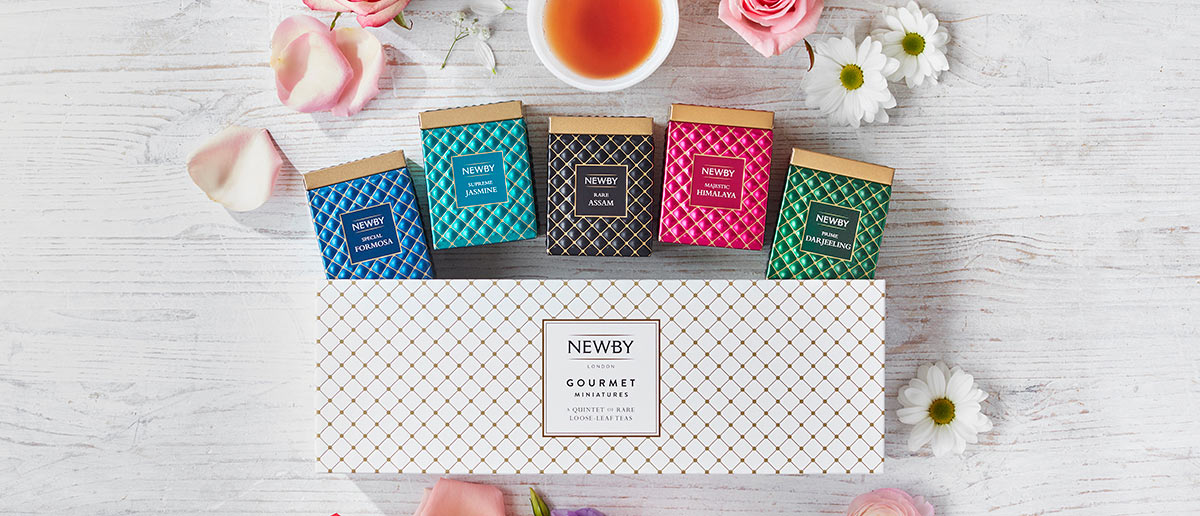 NEWBY
SPECIAL
FORMOSA
NEWBY
SUPREME
JASMINE
NEWBY
RARE
ASSAM
NEWBY
MAJESTIC
HIMALAYA
NEWBY
PRIME
DARJEELING
NEWBY
LONDON
GOURMET
MINIATURES
A QUINTET OF RARE
LOOSE-LEAF TEAS